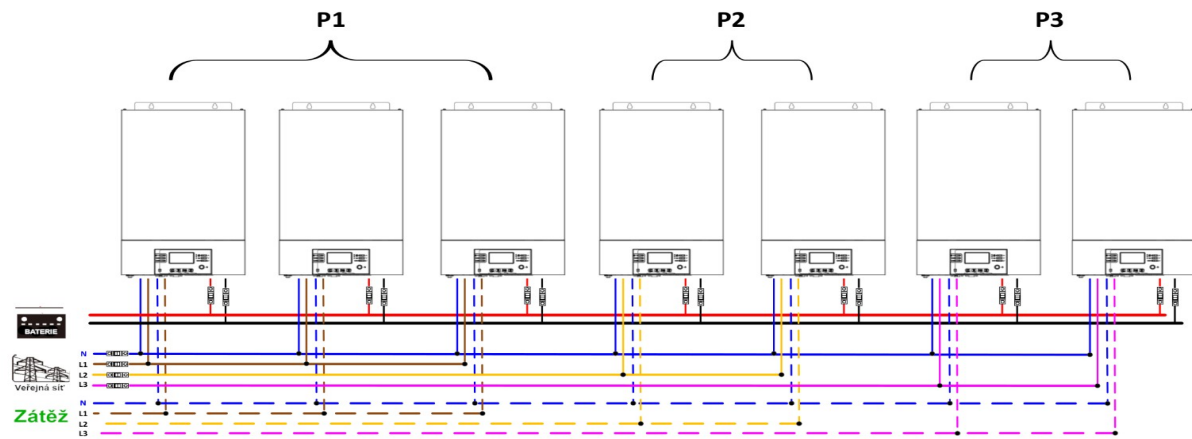 P1
P2
P3
BATERIE
N
L1
L2
L3
Veřejná síť
N
L1
L2
L3
Zátěž